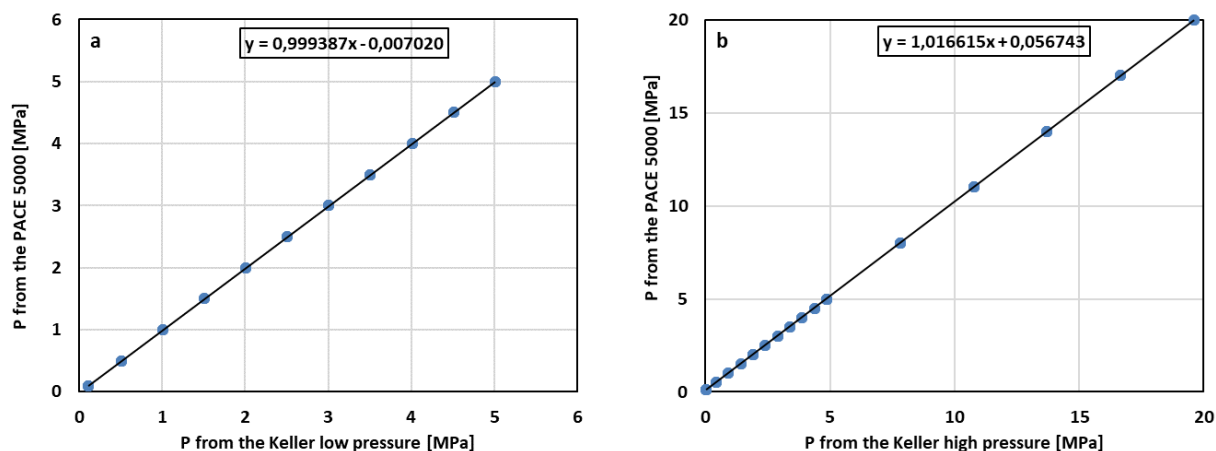 a
y = 0,999387x - 0,007020
P from the PACE 5000 [MPa]
6
5
4
3
2
1
0
0 1 2 3 4 5 6
P from the Keller low pressure [MPa]
b
y = 1,016615x + 0,056743
P from the PACE 5000 [MPa]
20
15
10
5
0
0 5 10 15 20
P from the Keller high pressure [MPa]